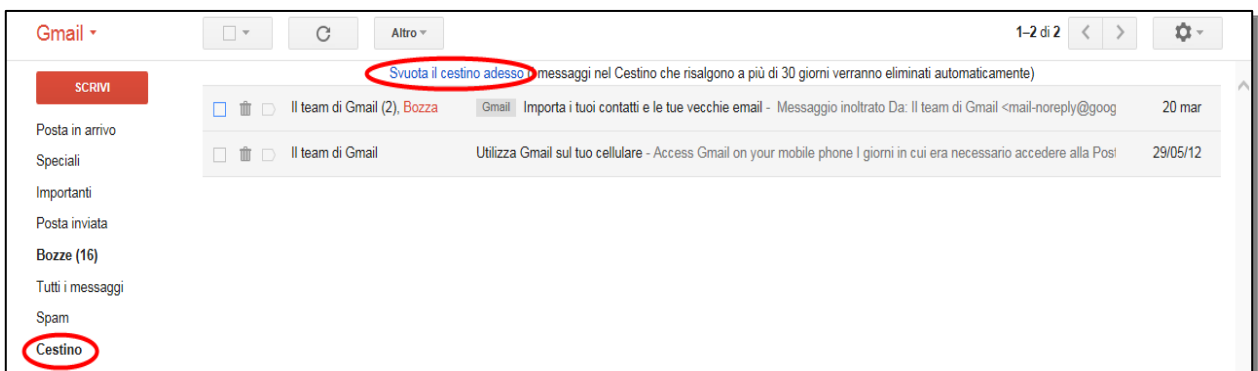 Gmail
Altro
1–2 di 2
Svuota il cestino adesso messaggi nel Cestino che risalgono a più di 30 giorni verranno eliminati automaticamente)
SCRIVI
Il team di Gmail (2), Bozza Gmail Importa i tuoi contatti e le tue vecchie email - Messaggio inoltrato Da: Il team di Gmail <mail-noreply@goog 20 mar
Posta in arrivo
Il team di Gmail Utilizza Gmail sul tuo cellulare - Access Gmail on your mobile phone I giorni in cui era necessario accedere alla Post 29/05/12
Speciali
Importanti
Posta inviata
Bozze (16)
Tutti i messaggi
Spam
Cestino